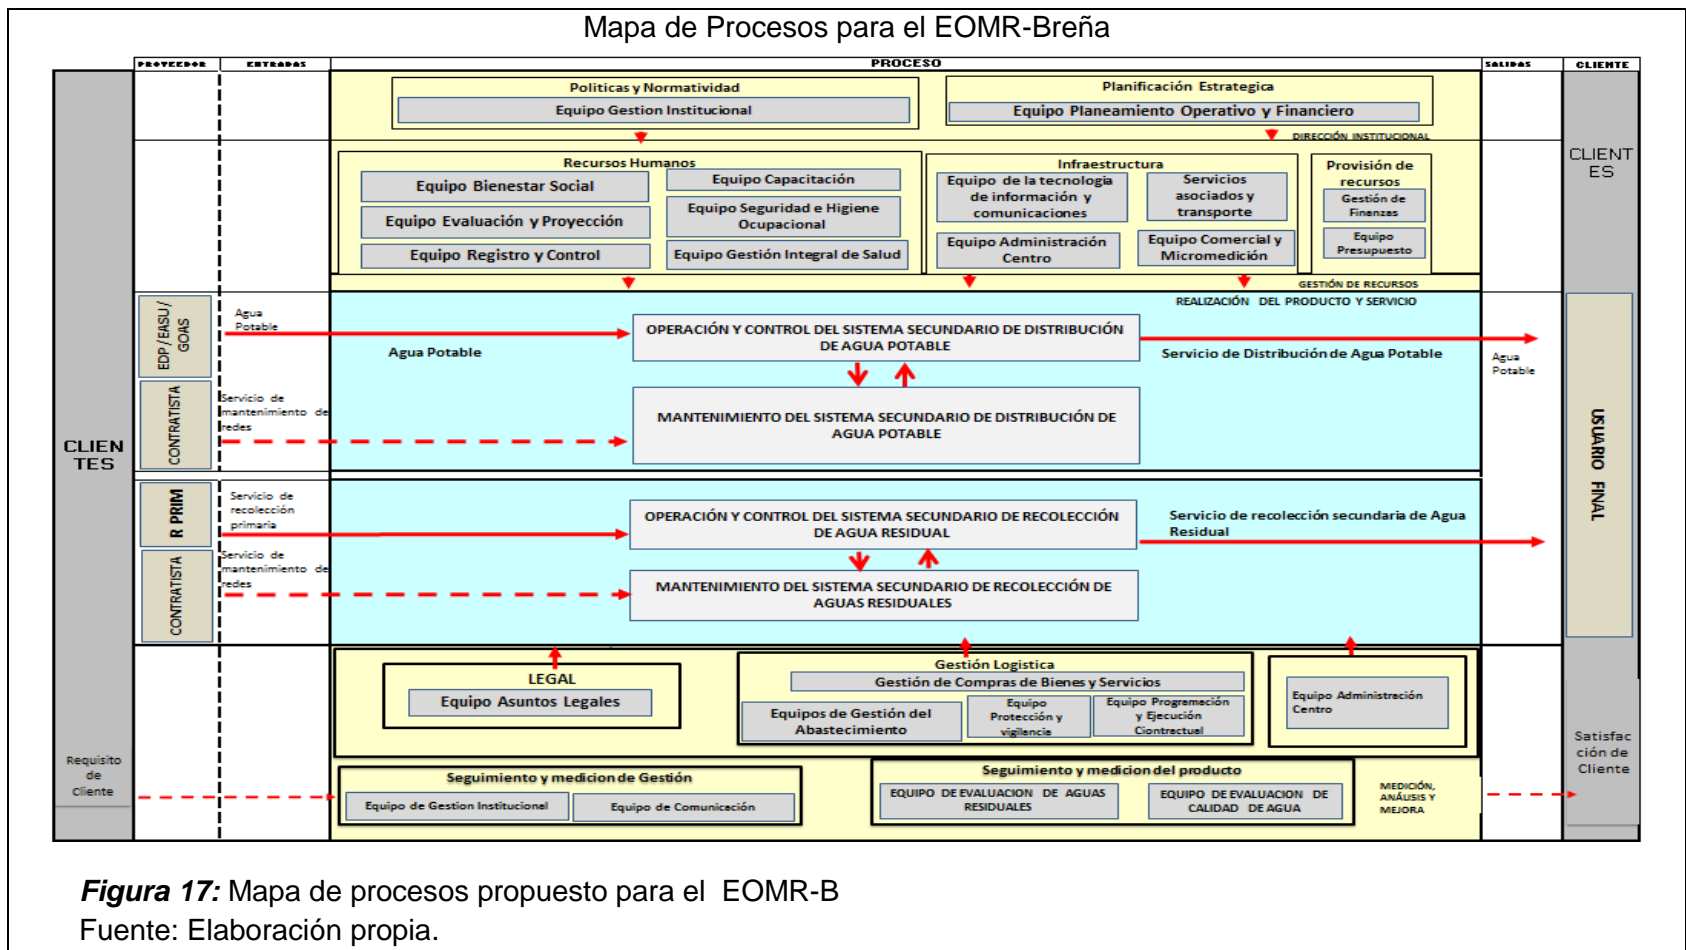 Mapa de Procesos para el EOMR-Breña
PROVEEDOR
ENTRADAS
PROCESO
SALIDAS
CLIENTE
Politicas y Normatividad
Equipo Gestion Institucional
Planificación Estrategica
Equipo Planeamiento Operativo y Financiero
DIRECCIÓN INSTITUCIONAL
Recursos Humanos
Equipo Bienestar Social
Equipo Capacitación
Equipo Evaluación y Proyección
Equipo Seguridad e Higiene
Ocupacional
Equipo Registro y Control
Equipo Gestión Integral de Salud
Infraestructura
Equipo de la tecnologia
de información y
comunicaciones
Servicios
asociados y
transporte
Equipo Administración
Centro
Equipo Comercial y
Micromedición
Provisión de
recursos
Gestión de
Finanzas
Equipo
Presupuesto
GESTIÓN DE RECURSOS
CLIENT
ES
CLIEN
TES
REALIZACIÓN DEL PRODUCTO Y SERVICIO
EDP/EASU/
GOAS
Agua
Potable
Agua Potable
OPERACIÓN Y CONTROL DEL SISTEMA SECUNDARIO DE DISTRIBUCIÓN
DE AGUA POTABLE
Servicio de Distribución de Agua Potable
Agua
Potable
CONTRATISTA
Servicio de
mantenimiento de
redes
MANTENIMIENTO DEL SISTEMA SECUNDARIO DE DISTRIBUCIÓN DE
AGUA POTABLE
USUARIO FINAL
R PRIM
Servicio de
recolección
primaria
OPERACIÓN Y CONTROL DEL SISTEMA SECUNDARIO DE RECOLECCIÓN
DE AGUA RESIDUAL
Servicio de recolección secundaria de Agua
Residual
CONTRATISTA
Servicio de
mantenimiento de
redes
MANTENIMIENTO DEL SISTEMA SECUNDARIO DE RECOLECCIÓN DE
AGUAS RESIDUALES
LEGAL
Equipo Asuntos Legales
Gestión Logistica
Gestión de Compras de Bienes y Servicios
Equipos de Gestión del
Abastecimiento
Equipo
Protección y
vigilancia
Equipo Programación
y Ejecución
Ciontractual
Equipo Administración
Centro
Requisito
de
Cliente
Seguimiento y medicion de Gestión
Equipo de Gestion Institucional
Equipo de Comunicación
Seguimiento y medicion del producto
EQUIPO DE EVALUACION DE AGUAS
RESIDUALES
EQUIPO DE EVALUACION DE
CALIDAD DE AGUA
MEDICIÓN,
ANÁLISIS Y
MEJORA
Satisfac
ción de
Cliente
Figura 17: Mapa de procesos propuesto para el EOMR-B
Fuente: Elaboración propia.